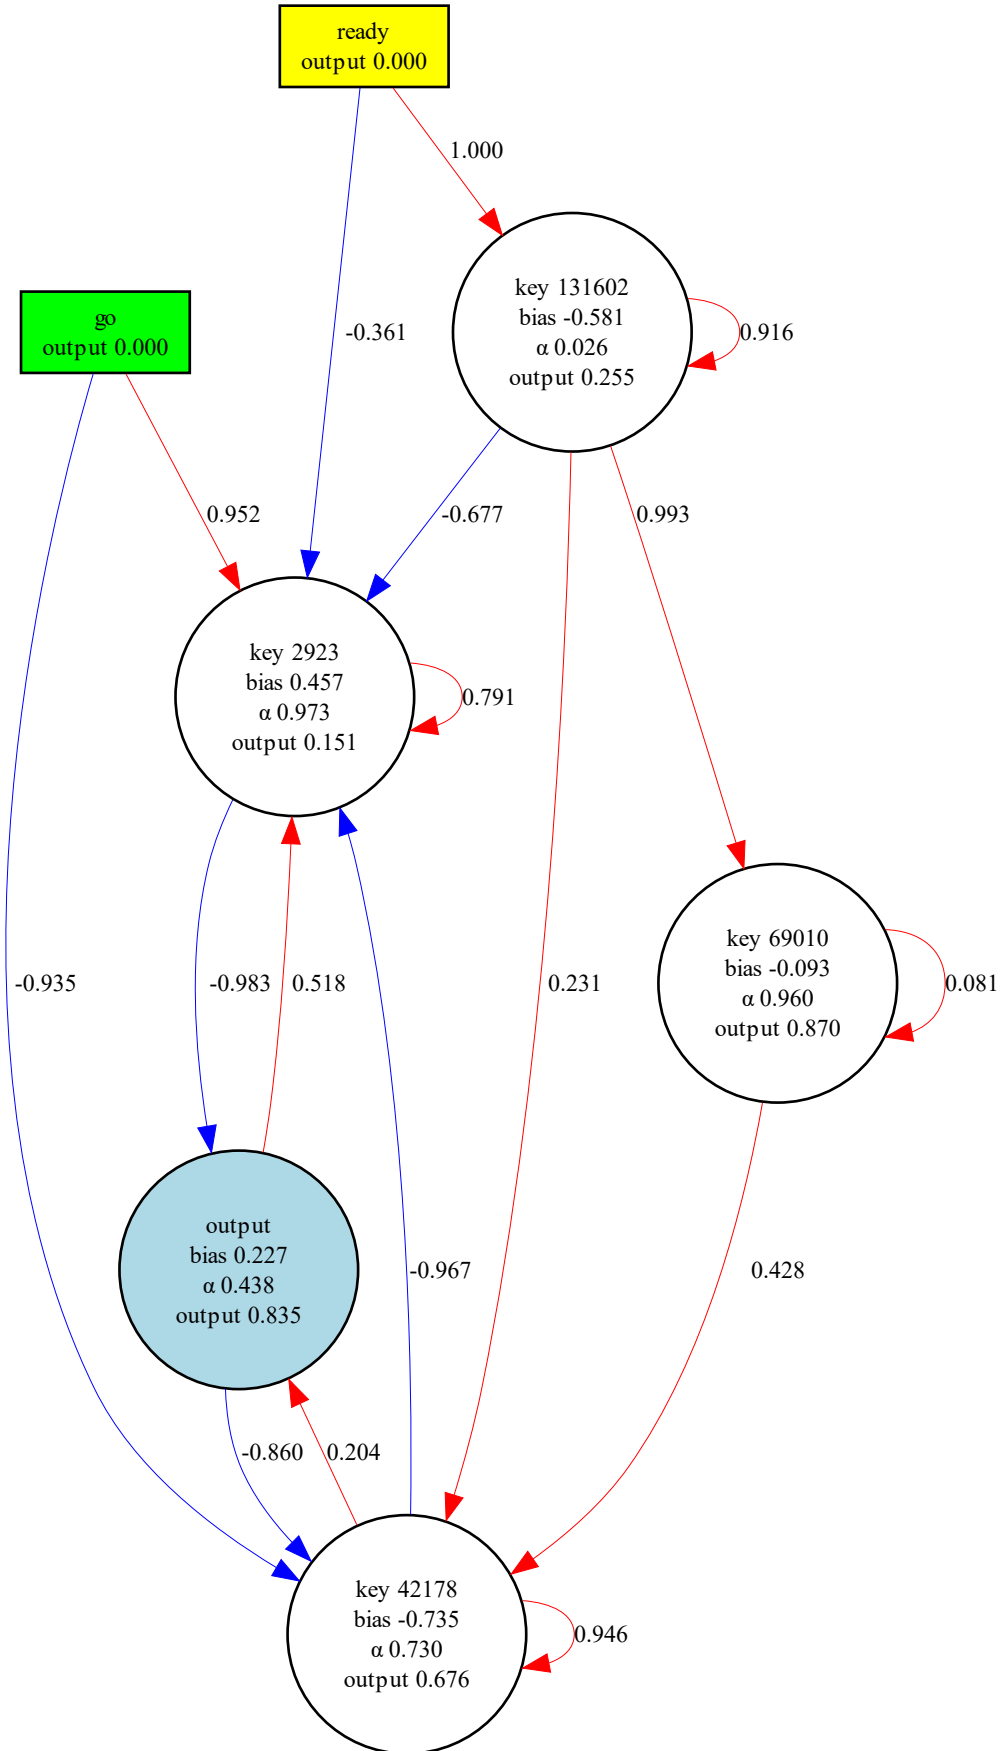 ready
output 0.000
1.000
key 131602
bias -0.581
α 0.026
output 0.255
0.916
go
output 0.000
-0.361
0.952
-0.677
0.993
key 2923
bias 0.457
α 0.973
output 0.151
0.791
key 69010
bias -0.093
α 0.960
output 0.870
0.081
-0.935
-0.983
0.518
0.231
output
bias 0.227
α 0.438
output 0.835
-0.967
0.428
-0.860
0.204
key 42178
bias -0.735
α 0.730
output 0.676
0.946